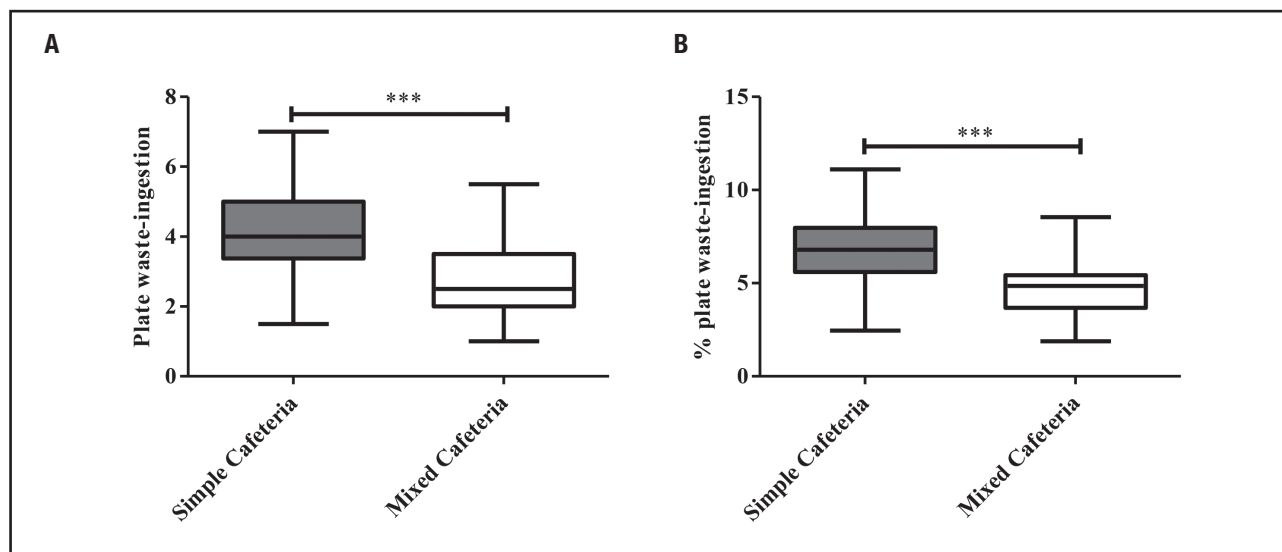 A
Plate waste-ingestion
8
6
4
2
0
***
Simple Cafeteria
Mixed Cafeteria
B
% plate waste-ingestion
15
10
5
0
***
Simple Cafeteria
Mixed Cafeteria